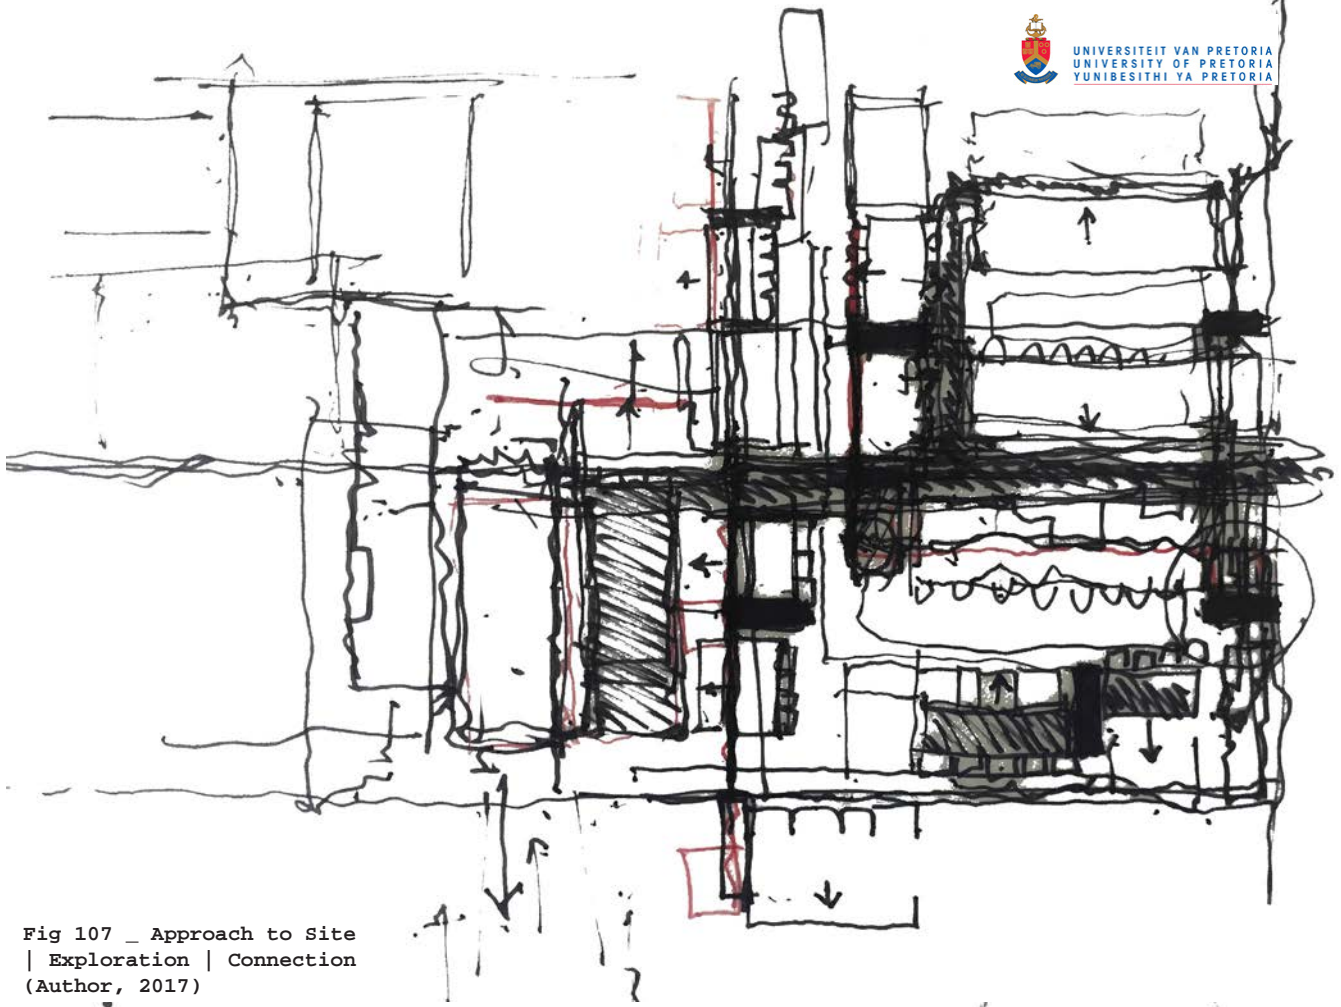 UNIVERSITEIT VAN PRETORIA
UNIVERSITY OF PRETORIA
YUNIBESITHI YA PRETORIA
Fig 107 _ Approach to Site
| Exploration | Connection
(Author, 2017)